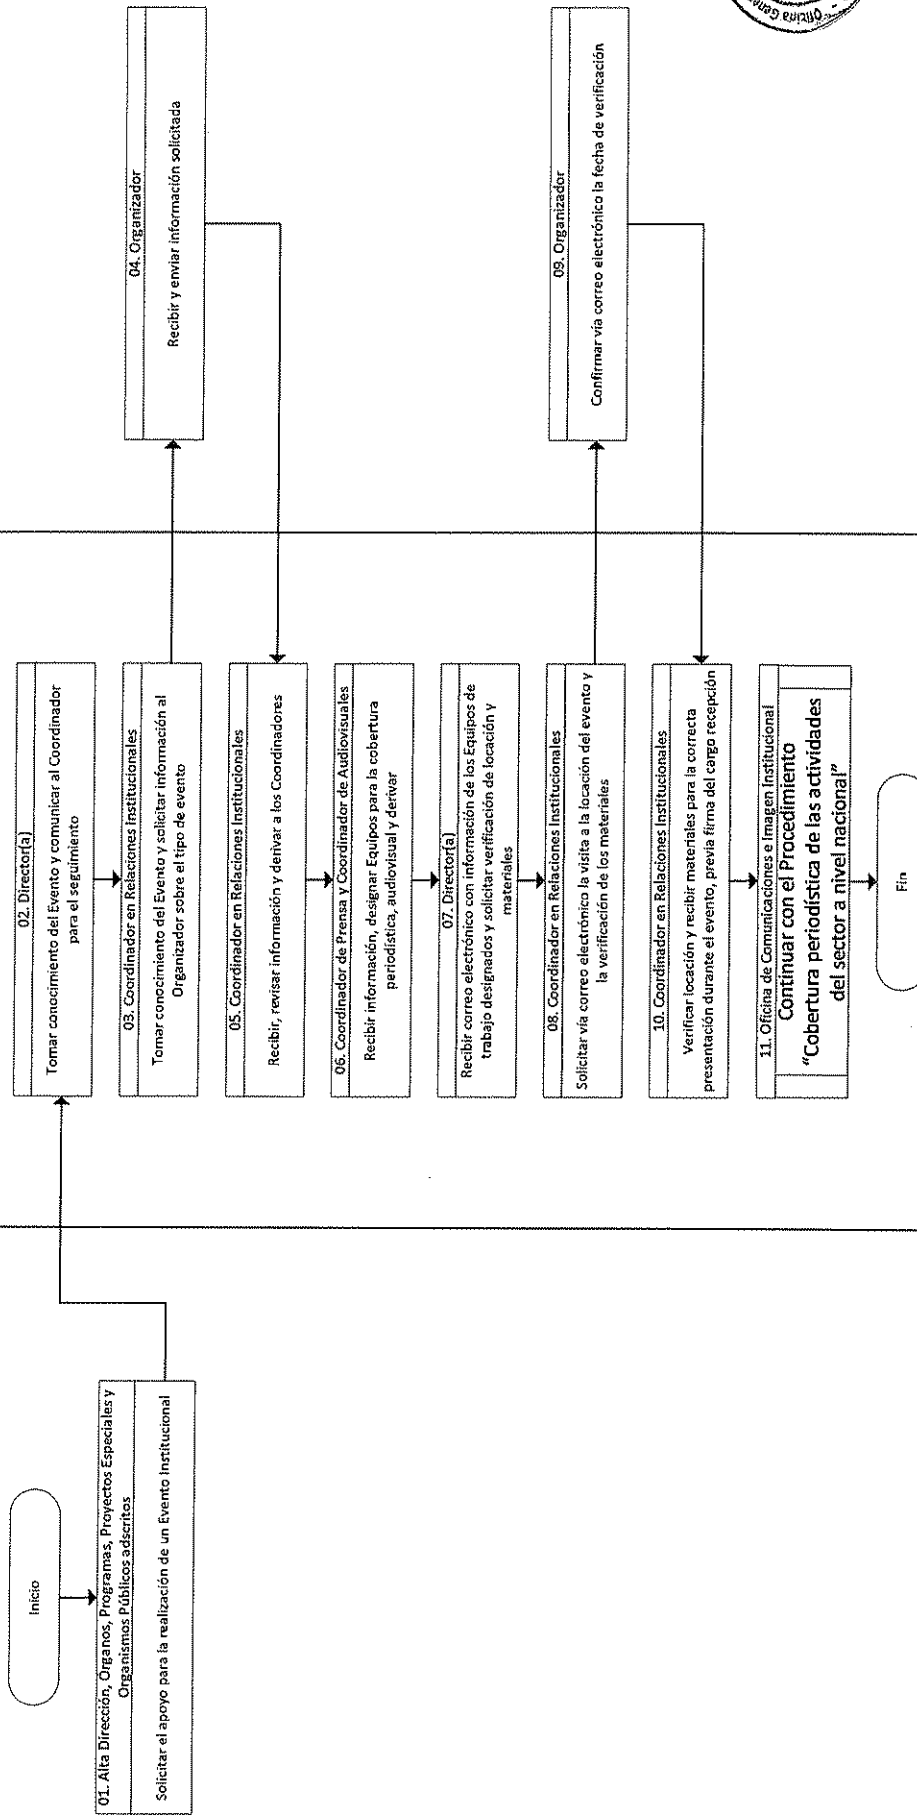 Inicio
01. Alta Dirección, Organos, Programas, Proyectos Especiales y
Organismos Públicos adscritos
Solicitar el apoyo para la realización de un Evento Institucional
02. Director(a)
Tomar conocimiento del Evento y comunicar al Coordinador
para el seguimiento
03. Coordinador en Relaciones Institucionales
Tomar conocimiento del Evento y solicitar información al
Organizador sobre el tipo de evento
04. Organizador
Recibir y enviar información solicitada
05. Coordinador en Relaciones Institucionales
Recibir, revisar información y derivar a los Coordinadores
06. Coordinador de Prensa y Coordinador de Audiovisuales
Recibir información, designar Equipos para la cobertura
periodística, audiovisual y derivar
07. Director(a)
Recibir correo electrónico con información de los Equipos de
trabajo designados y solicitar verificación de locación y
materiales
08. Coordinador en Relaciones Institucionales
Solicitar vía correo electrónico la visita a la locación del evento y
la verificación de los materiales
09. Organizador
Confirmar vía correo electrónico la fecha de verificación
10. Coordinador en Relaciones Institucionales
Verificar locación y recibir materiales para la correcta
presentación durante el evento, previa firma del cargo recepción
11. Oficina de Comunicaciones e Imagen Institucional
Continuar con el Procedimiento
"Cobertura periodística de las actividades
del sector a nivel nacional"
Fin
Oficina